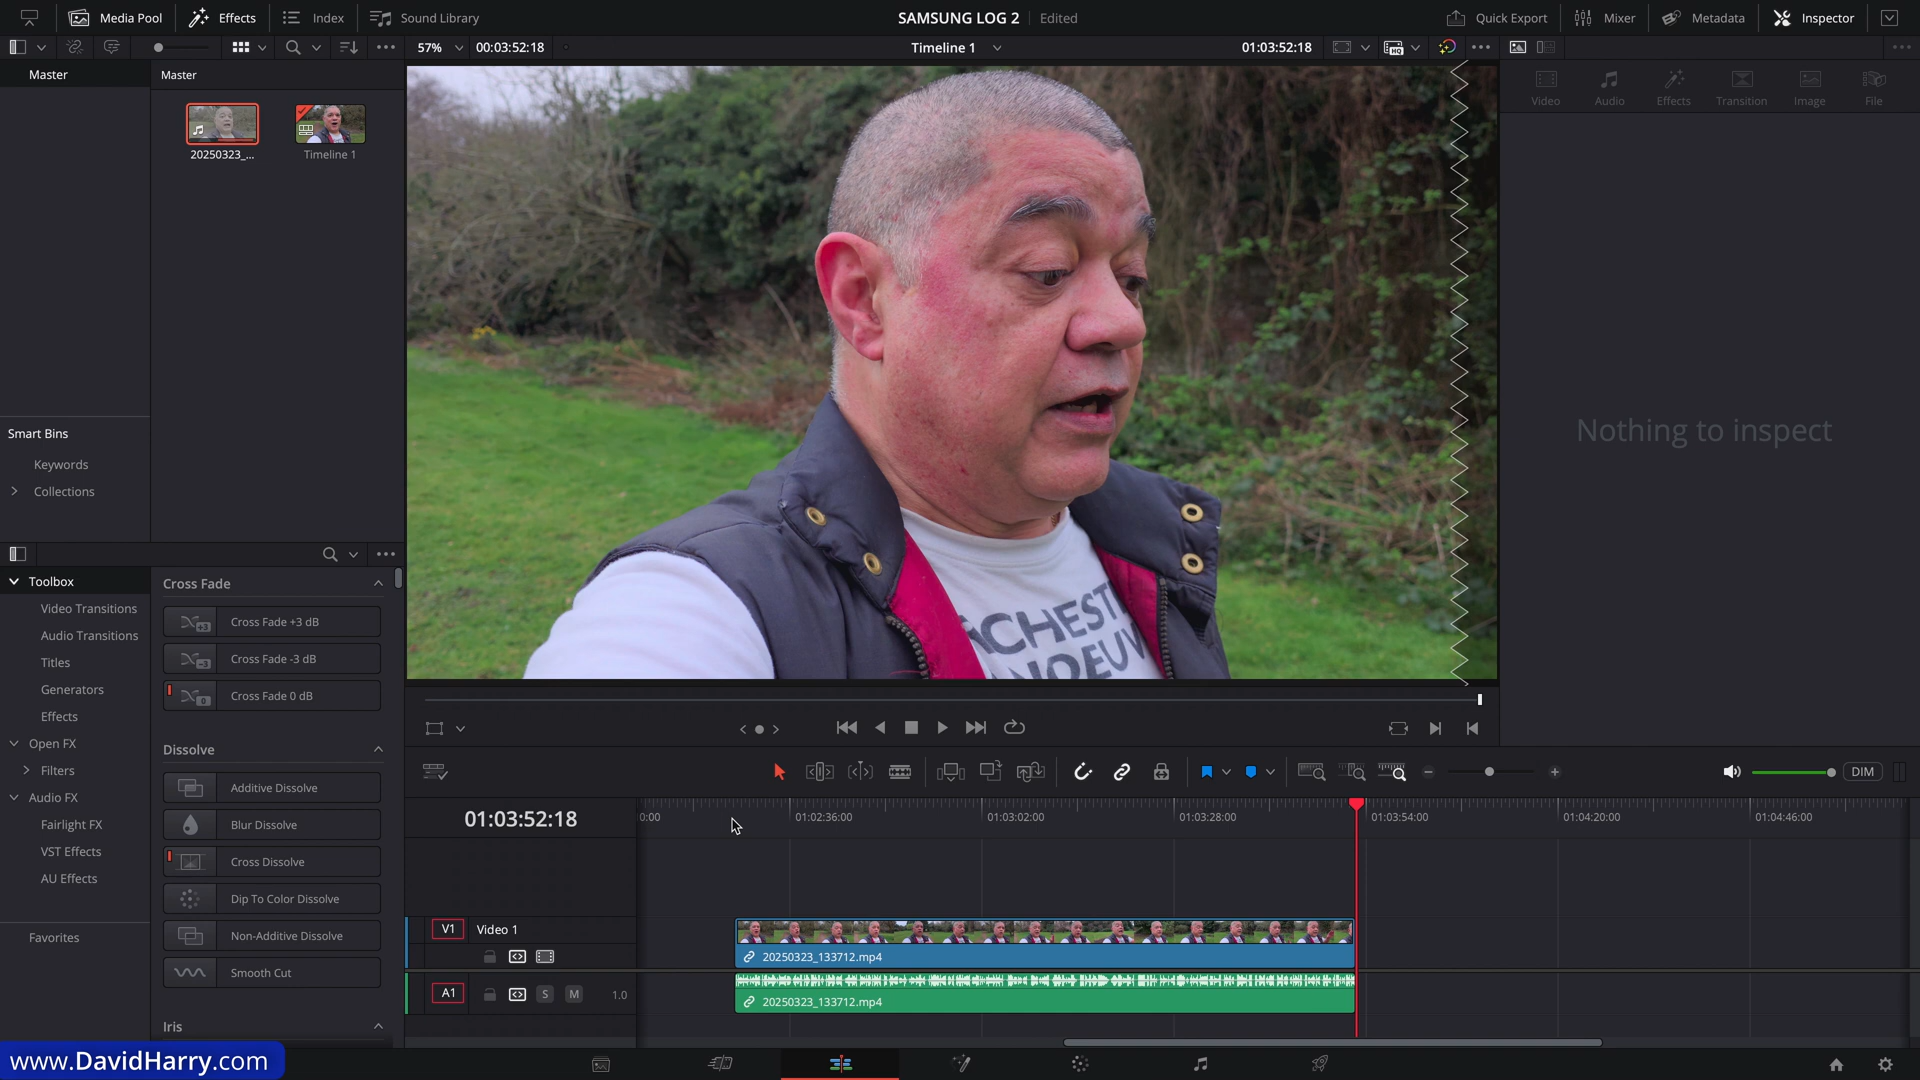 Media Pool
Effects
Index
Sound Library
SAMSUNG LOG 2
Edited
Quick Export
Mixer
Metadata
Inspector
57%
00:03:52:18
Timeline 1
01:03:52:18
Master
Master
20250323_...
Timeline 1
Video
Audio
Effects
Transition
Image
File
Nothing to inspect
Smart Bins
Keywords
Collections
Toolbox
Video Transitions
Audio Transitions
Titles
Generators
Effects
Open FX
Filters
Audio FX
Fairlight FX
VST Effects
AU Effects
Favorites
Cross Fade
Cross Fade +3 dB
Cross Fade -3 dB
Cross Fade 0 dB
Dissolve
Additive Dissolve
Blur Dissolve
Cross Dissolve
Dip To Color Dissolve
Non-Additive Dissolve
Smooth Cut
Iris
ACHEST
NOEUV
DIM
01:03:52:18
0:00
01:02:36:00
01:03:02:00
01:03:28:00
01:03:54:00
01:04:20:00
01:04:46:00
V1
Video 1
20250323_133712.mp4
A1
S
M
1.0
20250323_133712.mp4
www.DavidHarry.com